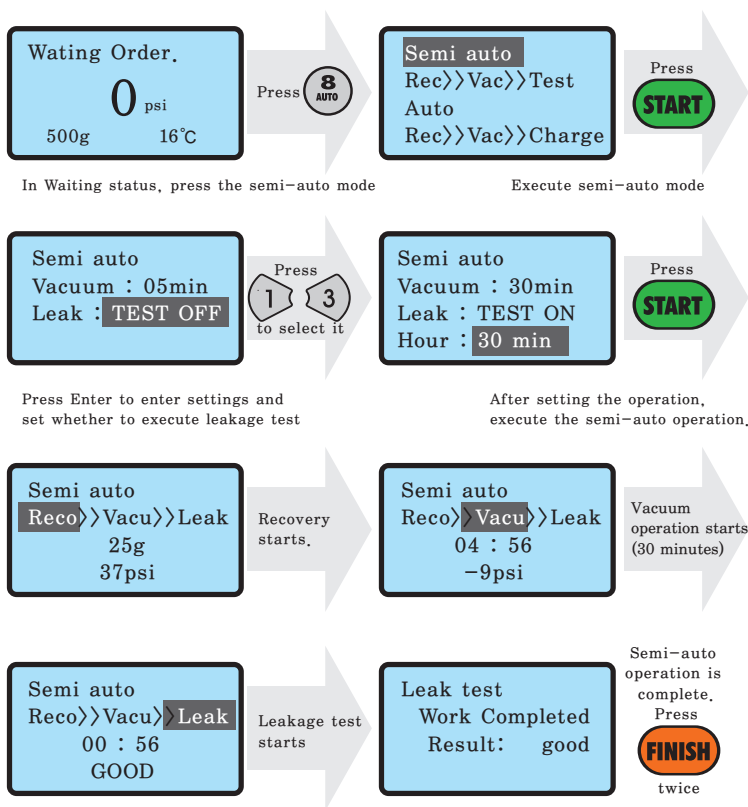 Wating Order.
0 psi
500g 16℃
Press 8 AUTO
Semi auto
Rec》Vac》Test
Auto
Rec》Vac》Charge
Press
START
In Waiting status, press the semi-auto mode
Execute semi-auto mode
Semi auto
Vacuum : 05min
Leak : TEST OFF
Press
1 3
to select it
Semi auto
Vacuum : 30min
Leak : TEST ON
Hour : 30 min
Press
START
Press Enter to enter settings and
set whether to execute leakage test
After setting the operation,
execute the semi-auto operation.
Semi auto
Reco》Vacu》Leak
25g
37psi
Recovery
starts.
Semi auto
Reco》Vacu》Leak
04 : 56
-9psi
Vacuum
operation starts
(30 minutes)
Semi auto
Reco》Vacu》Leak
00 : 56
GOOD
Leakage test
starts
Leak test
Work Completed
Result: good
Semi-auto
operation is
complete.
Press
FINISH
twice